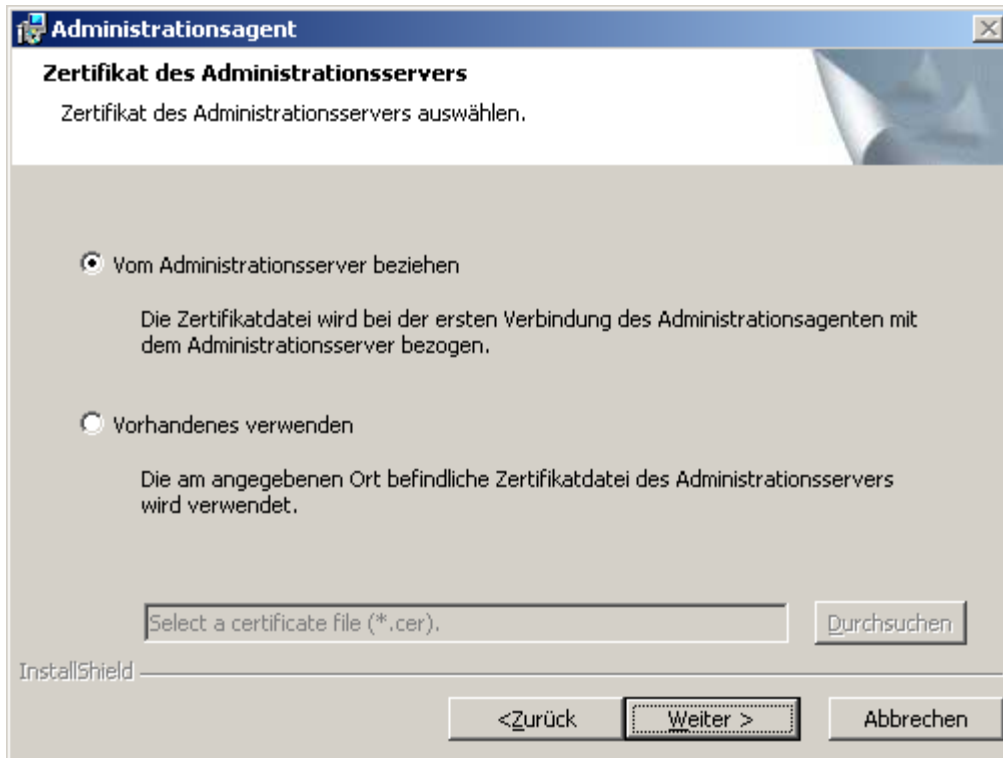 Administrationsagent
Zertifikat des Administrationsservers
Zertifikat des Administrationsservers auswählen.
Vom Administrationsserver beziehen
Die Zertifikatdatei wird bei der ersten Verbindung des Administrationsagenten mit
dem Administrationsserver bezogen.
Vorhandenes verwenden
Die am angegebenen Ort befindliche Zertifikatdatei des Administrationsservers
wird verwendet.
Select a certificate file (*.cer).
Durchsuchen
InstallShield
<Zurück
Weiter >
Abbrechen